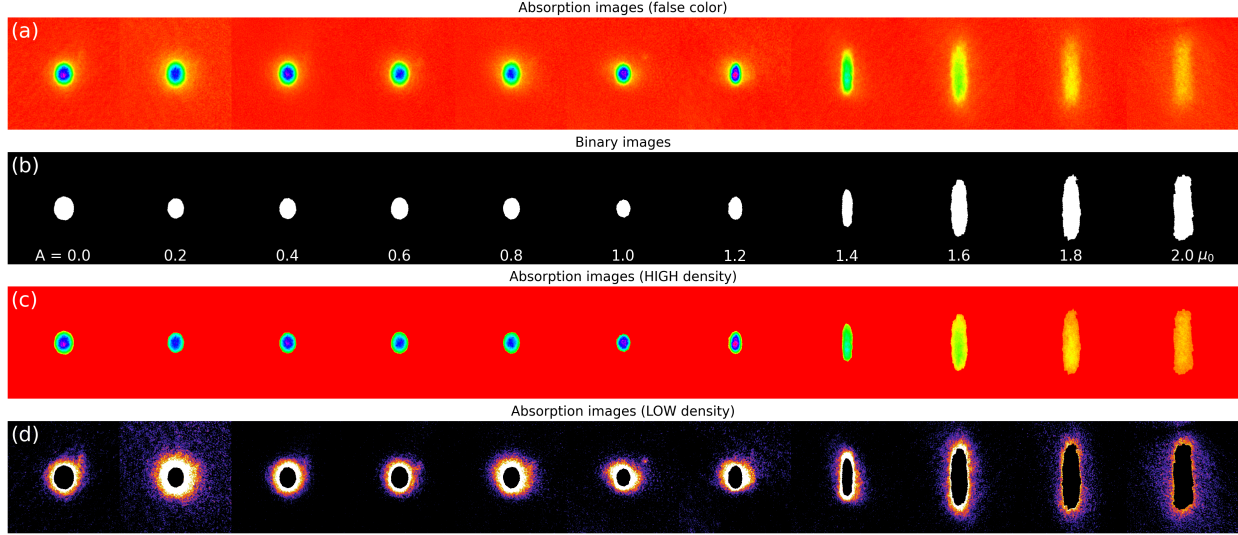 Absorption images (false color)
(a)
Binary images
(b)
A = 0.0 0.2 0.4 0.6 0.8 1.0 1.2 1.4 1.6 1.8 2.0 μ₀
Absorption images (HIGH density)
(c)
Absorption images (LOW density)
(d)